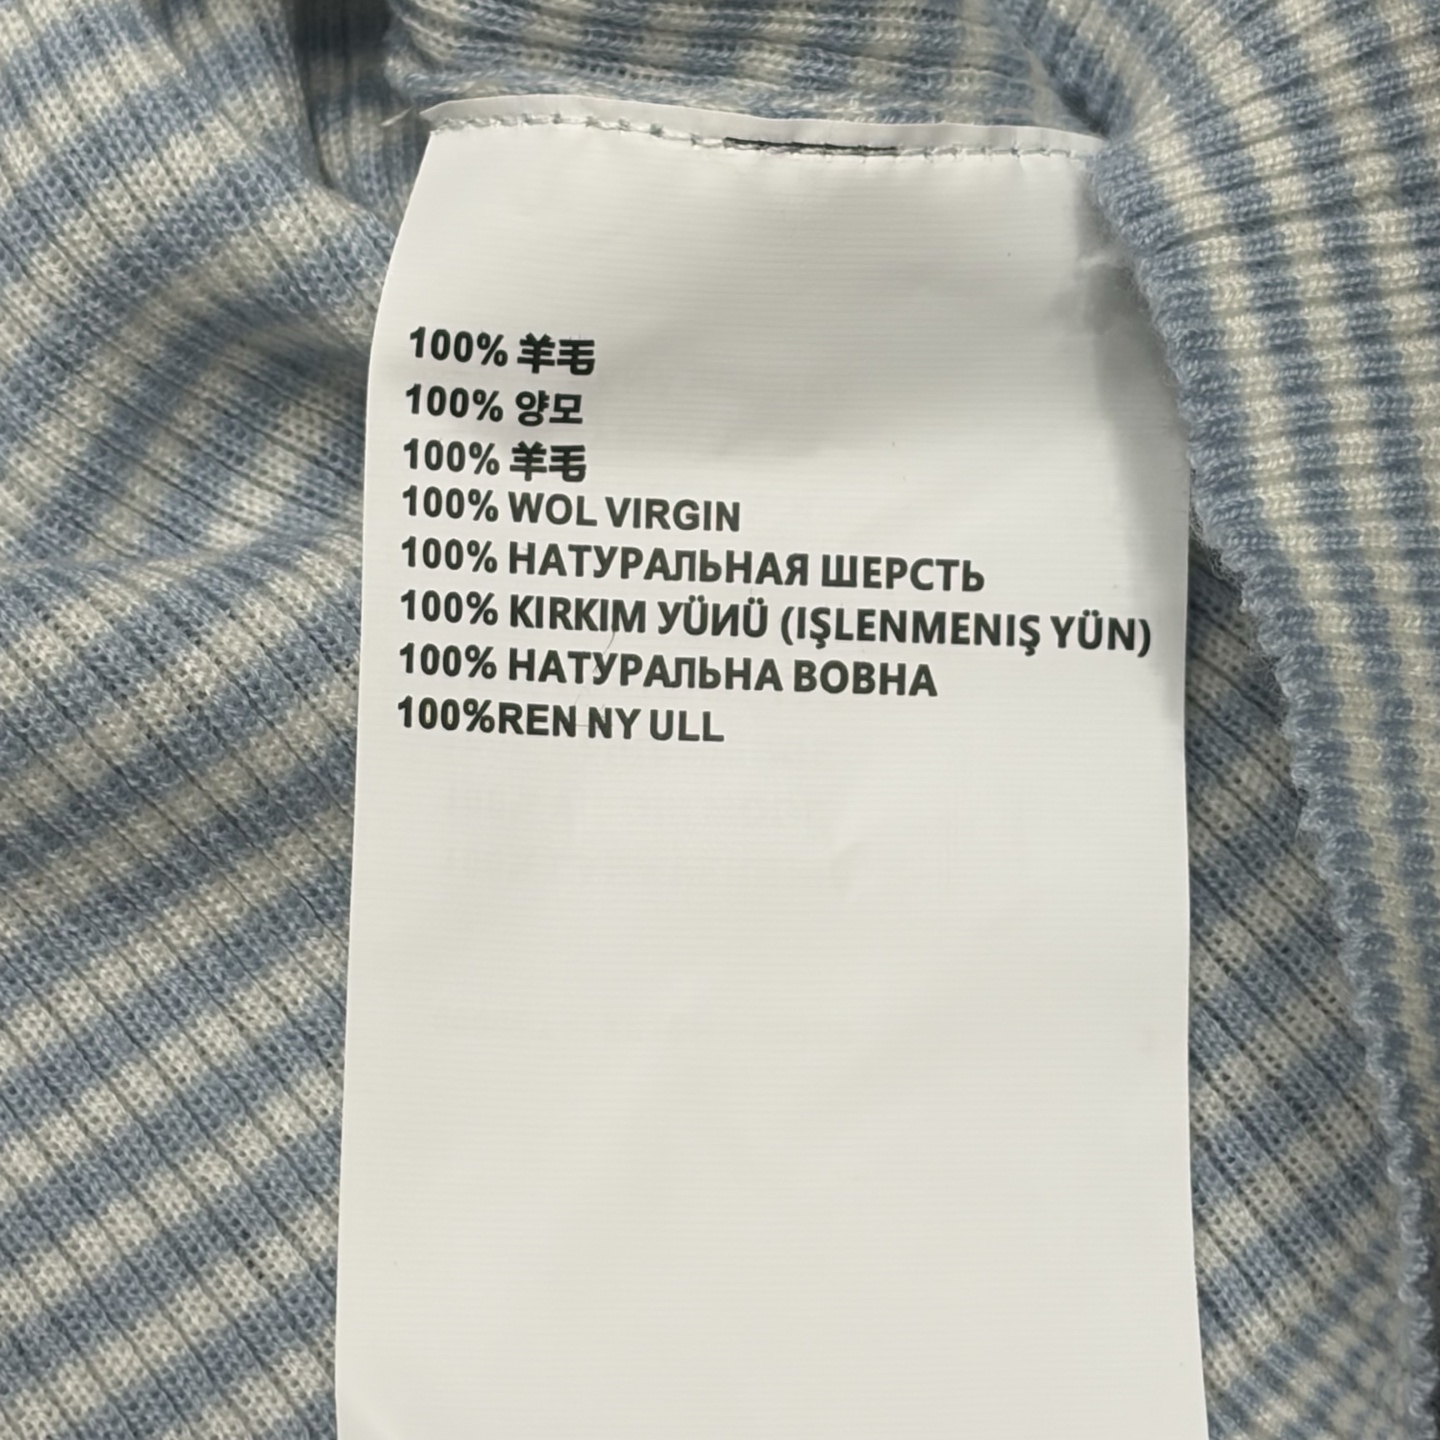 100% 羊毛
100% 양모
100% 羊毛
100% WOL VIRGIN
100% НАТУРАЛЬНАЯ ШЕРСТЬ
100% KIRKIM УÜИÜ (IŞLENMENIŞ YÜN)
100% НАТУРАЛЬНА ВОВНА
100%REN NY ULL